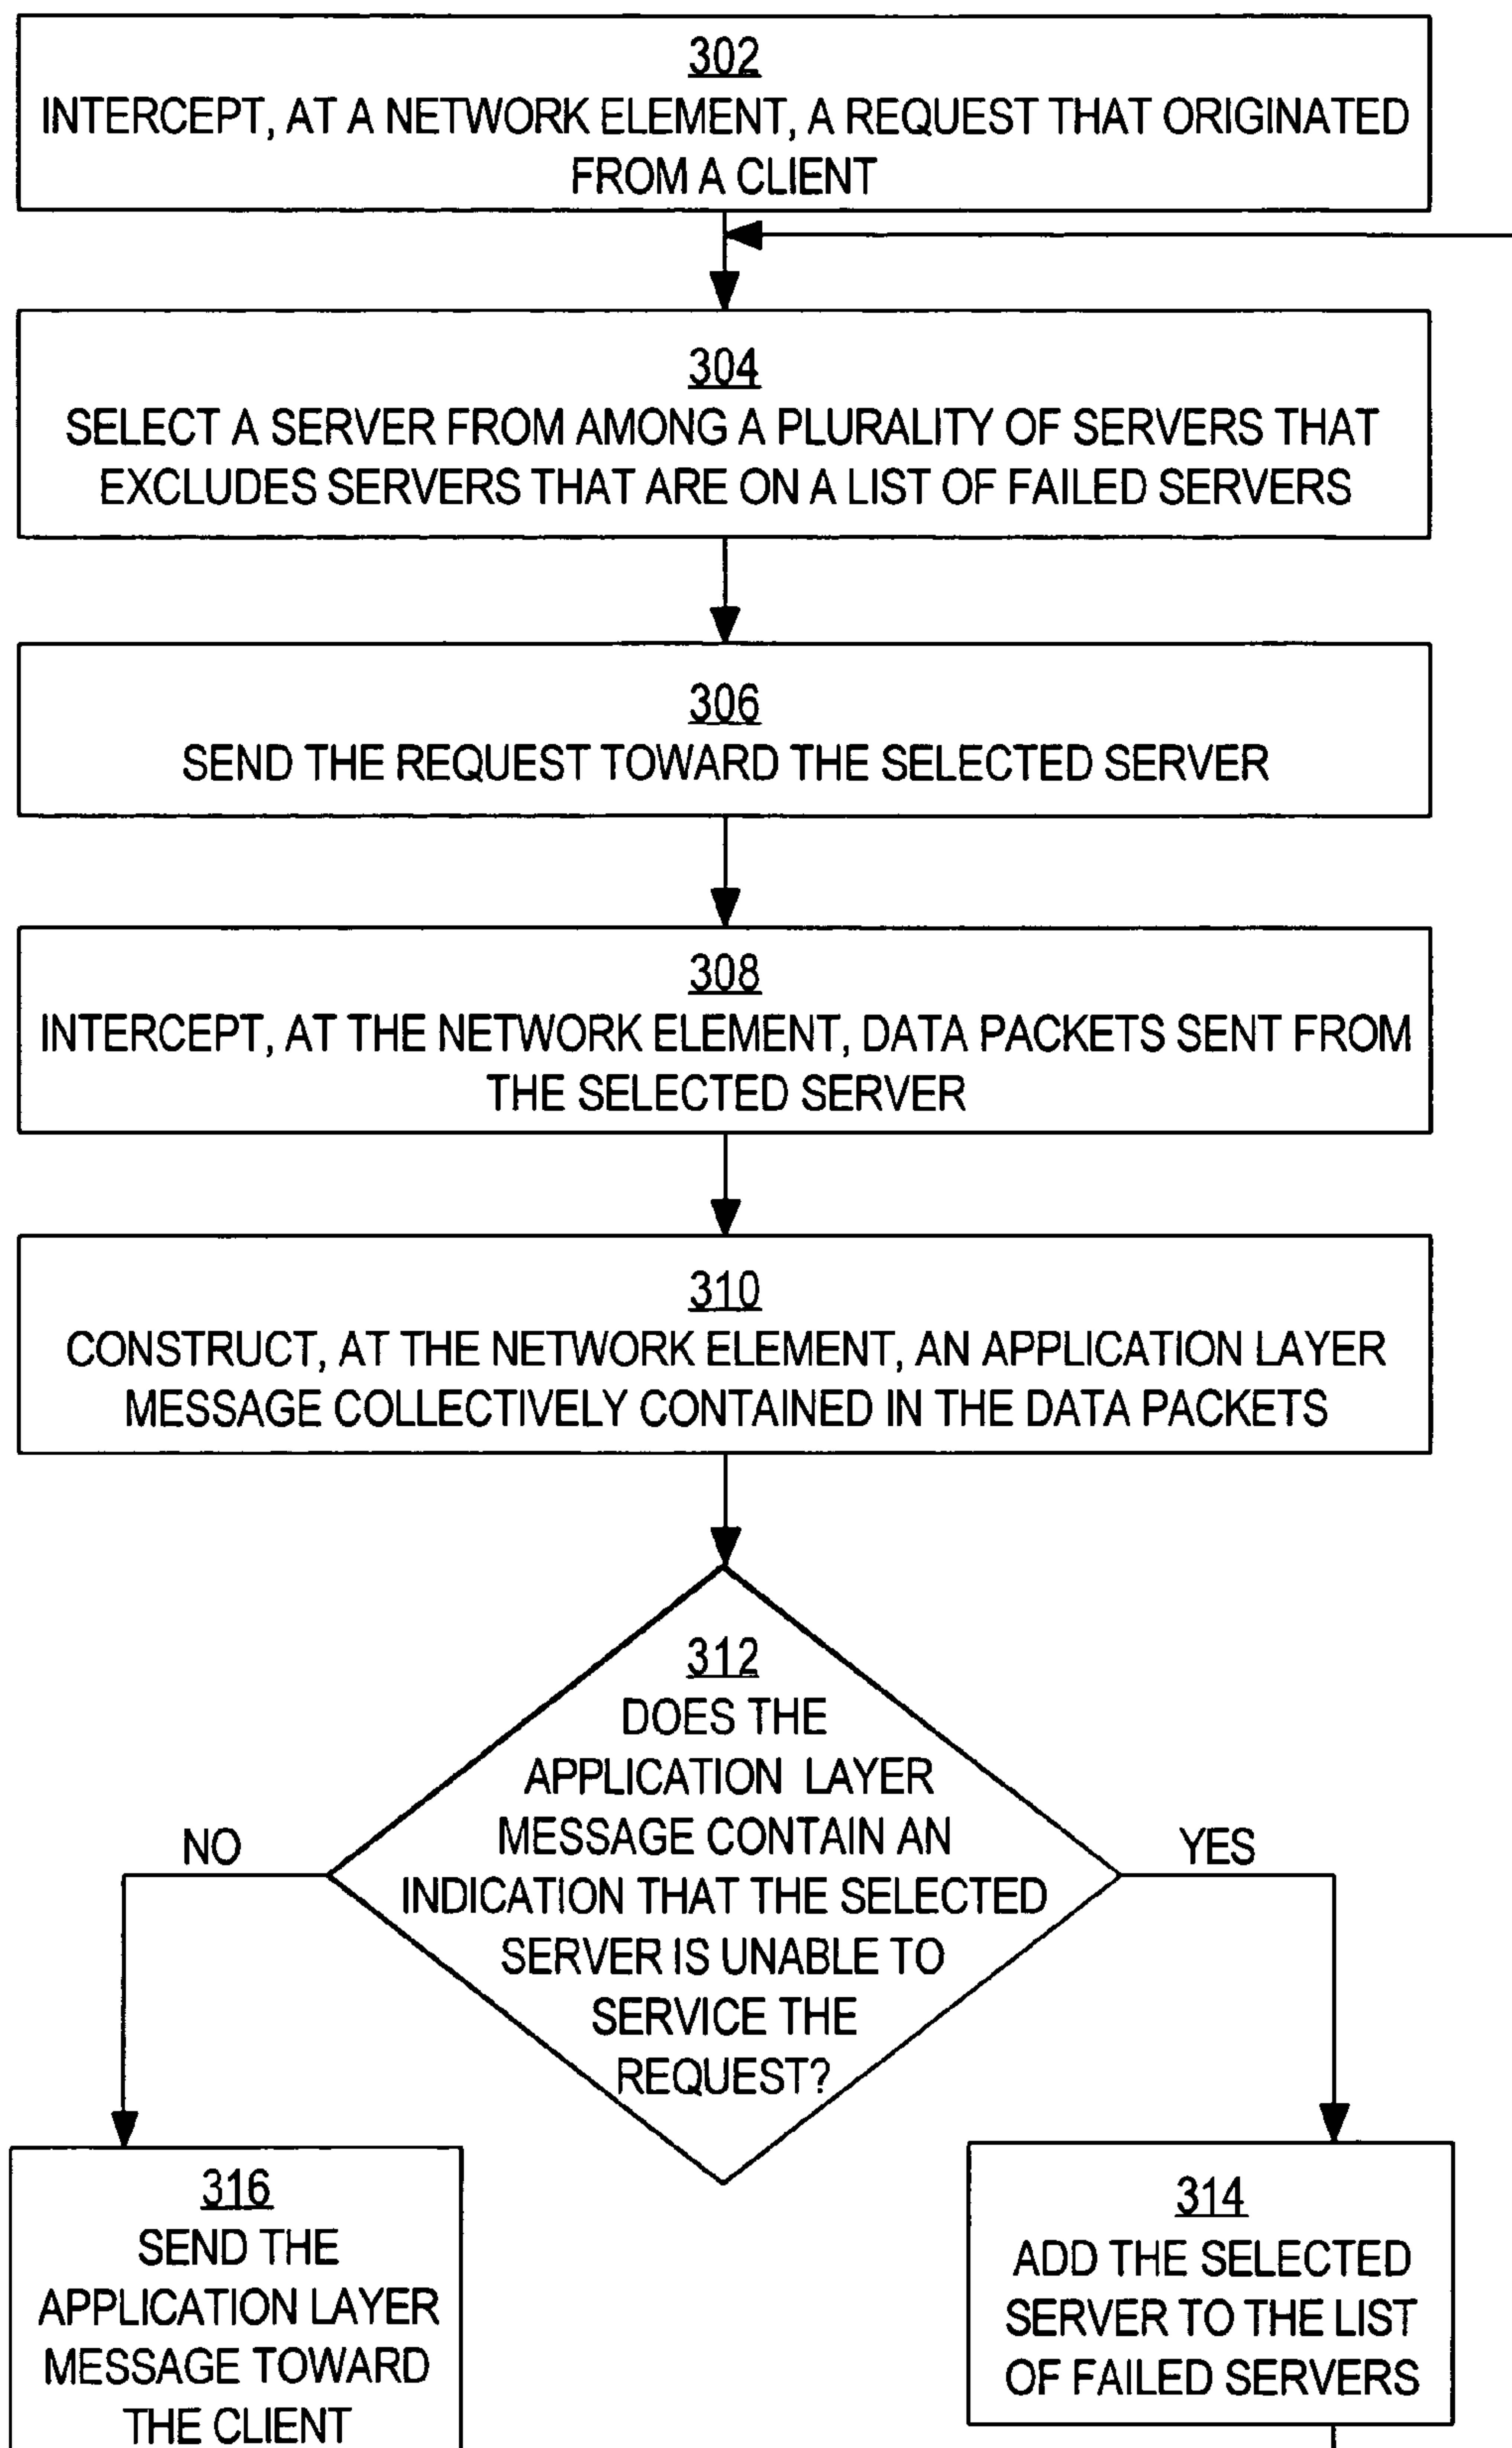 302
INTERCEPT, AT A NETWORK ELEMENT, A REQUEST THAT ORIGINATED
FROM A CLIENT
304
SELECT A SERVER FROM AMONG A PLURALITY OF SERVERS THAT
EXCLUDES SERVERS THAT ARE ON A LIST OF FAILED SERVERS
306
SEND THE REQUEST TOWARD THE SELECTED SERVER
308
INTERCEPT, AT THE NETWORK ELEMENT, DATA PACKETS SENT FROM
THE SELECTED SERVER
310
CONSTRUCT, AT THE NETWORK ELEMENT, AN APPLICATION LAYER
MESSAGE COLLECTIVELY CONTAINED IN THE DATA PACKETS
312
DOES THE
APPLICATION LAYER
MESSAGE CONTAIN AN
INDICATION THAT THE SELECTED
SERVER IS UNABLE TO
SERVICE THE
REQUEST?
NO
YES
316
SEND THE
APPLICATION LAYER
MESSAGE TOWARD
THE CLIENT
314
ADD THE SELECTED
SERVER TO THE LIST
OF FAILED SERVERS